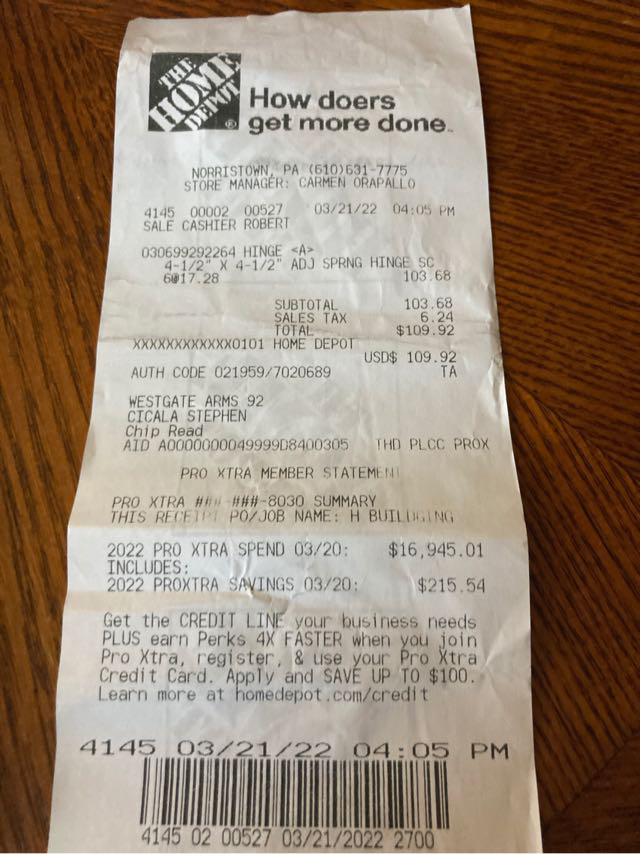 THE
HOME
DEPOT
How doers
get more done.
NORRISTOWN, PA (610)631-7775
STORE MANAGER: CARMEN ORAPALLO
4145 00002 00527 03/21/22 04:05 PM
SALE CASHIER ROBERT
030699292264 HINGE <A>
4-1/2" X 4-1/2" ADJ SPRNG HINGE SC
6@17.28 103.68
SUBTOTAL 103.68
SALES TAX 6.24
TOTAL $109.92
XXXXXXXXXXXX0101 HOME DEPOT
USD$ 109.92
AUTH CODE 021959/7020689 TA
WESTGATE ARMS 92
CICALA STEPHEN
Chip Read
AID A0000000049999D8400305 THD PLCC PROX
PRO XTRA MEMBER STATEMENT
PRO XTRA ###-###-8030 SUMMARY
THIS RECEIPT PO/JOB NAME: H BUILDGING
2022 PRO XTRA SPEND 03/20: $16,945.01
INCLUDES:
2022 PROXTRA SAVINGS 03/20: $215.54
Get the CREDIT LINE your business needs
PLUS earn Perks 4X FASTER when you join
Pro Xtra, register, & use your Pro Xtra
Credit Card. Apply and SAVE UP TO $100.
Learn more at homedepot.com/credit
4145 03/21/22 04:05 PM
4145 02 00527 03/21/2022 2700